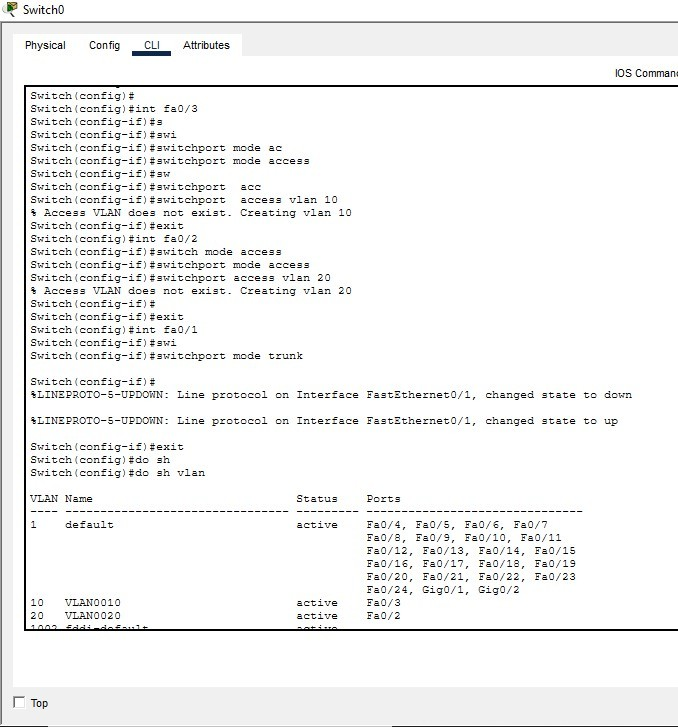 Switch0
Physical Config CLI Attributes
IOS Comman
Switch(config)#
Switch(config)#int fa0/3
Switch(config-if)#s
Switch(config-if)#swi
Switch(config-if)#switchport mode ac
Switch(config-if)#switchport mode access
Switch(config-if)#sw
Switch(config-if)#switchport  acc
Switch(config-if)#switchport  access vlan 10
% Access VLAN does not exist. Creating vlan 10
Switch(config-if)#exit
Switch(config)#int fa0/2
Switch(config-if)#switch mode access
Switch(config-if)#switchport mode access
Switch(config-if)#switchport access vlan 20
% Access VLAN does not exist. Creating vlan 20
Switch(config-if)#
Switch(config-if)#exit
Switch(config)#int fa0/1
Switch(config-if)#swi
Switch(config-if)#switchport mode trunk
Switch(config-if)#
%LINEPROTO-5-UPDOWN: Line protocol on Interface FastEthernet0/1, changed state to down
%LINEPROTO-5-UPDOWN: Line protocol on Interface FastEthernet0/1, changed state to up
Switch(config-if)#exit
Switch(config)#do sh
Switch(config)#do sh vlan
VLAN Name Status Ports
---- -------------------------------- --------- -------------------------------
1 default active Fa0/4, Fa0/5, Fa0/6, Fa0/7
Fa0/8, Fa0/9, Fa0/10, Fa0/11
Fa0/12, Fa0/13, Fa0/14, Fa0/15
Fa0/16, Fa0/17, Fa0/18, Fa0/19
Fa0/20, Fa0/21, Fa0/22, Fa0/23
Fa0/24, Gig0/1, Gig0/2
10 VLAN0010 active Fa0/3
20 VLAN0020 active Fa0/2
1002 fddi-default active
Top